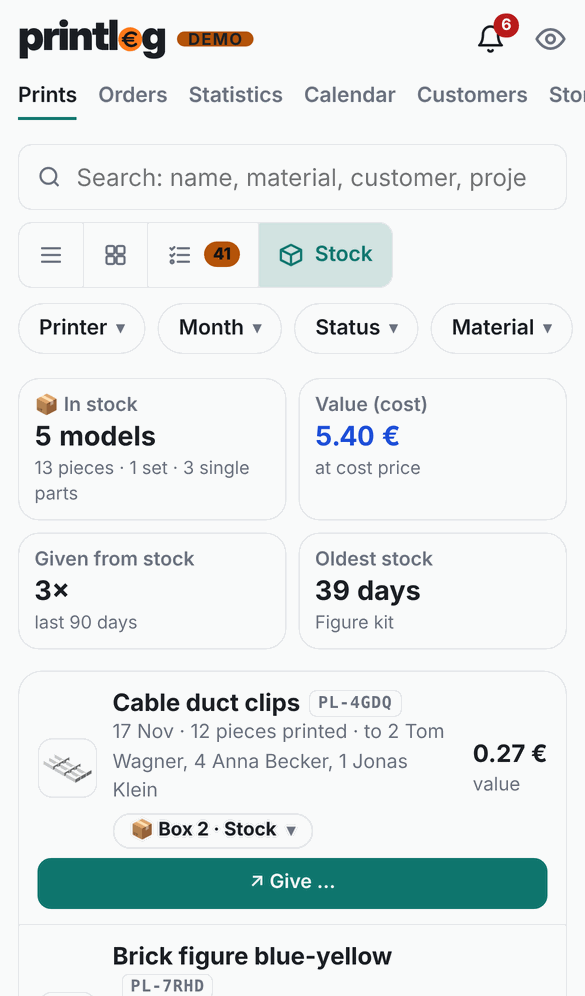 printl€g DEMO
6
Prints Orders Statistics Calendar Customers Stor
Search: name, material, customer, proje
41 Stock
Printer ▾ Month ▾ Status ▾ Material ▾
📦 In stock
5 models
13 pieces · 1 set · 3 single
parts
Value (cost)
5.40 €
at cost price
Given from stock
3×
last 90 days
Oldest stock
39 days
Figure kit
Cable duct clips PL-4GDQ
17 Nov · 12 pieces printed · to 2 Tom
Wagner, 4 Anna Becker, 1 Jonas
Klein
0.27 €
value
📦 Box 2 · Stock ▾
↗ Give ...
Brick figure blue-yellow
PL-7RHD